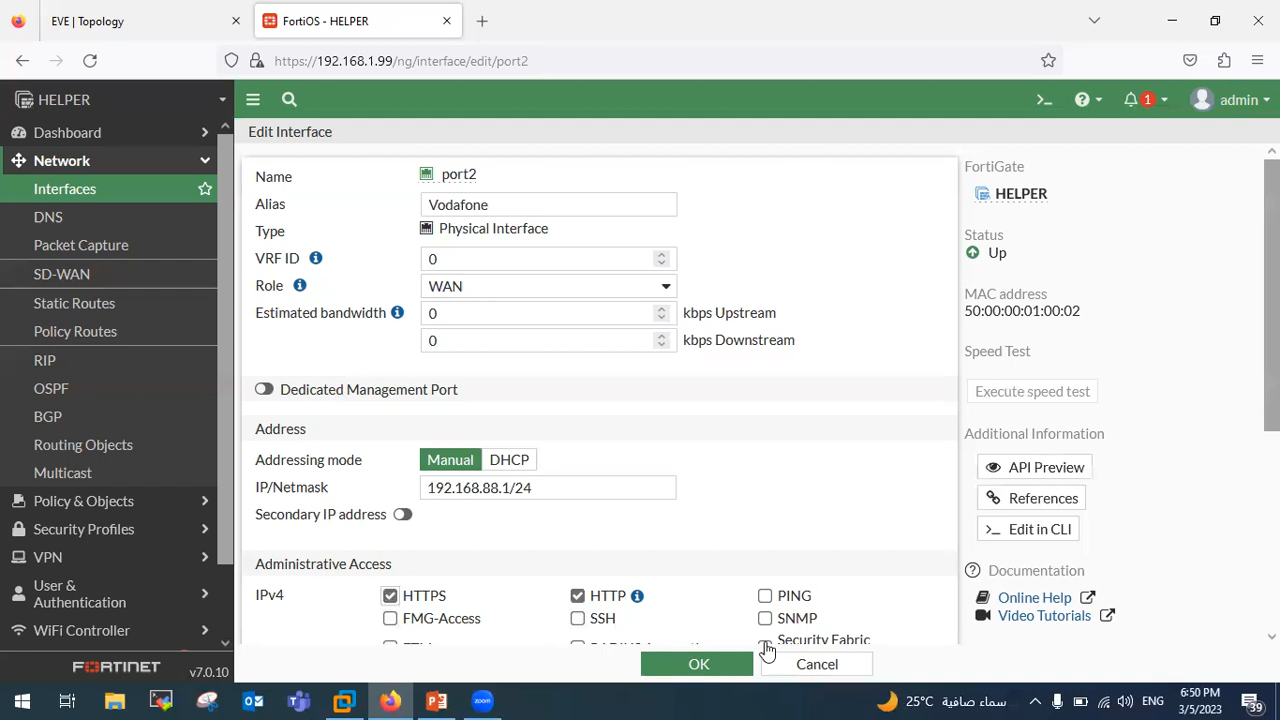 EVE | Topology
FortiOS - HELPER
https://192.168.1.99/ng/interface/edit/port2
HELPER
1
admin
Dashboard
Network
Interfaces
DNS
Packet Capture
SD-WAN
Static Routes
Policy Routes
RIP
OSPF
BGP
Routing Objects
Multicast
Policy & Objects
Security Profiles
VPN
User &
Authentication
WiFi Controller
FORTINET
v7.0.10
Edit Interface
Name port2
Alias Vodafone
Type Physical Interface
VRF ID 0
Role WAN
Estimated bandwidth 0 kbps Upstream
0 kbps Downstream
Dedicated Management Port
Address
Addressing mode Manual DHCP
IP/Netmask 192.168.88.1/24
Secondary IP address
Administrative Access
IPv4 HTTPS HTTP PING
FMG-Access SSH SNMP
Security Fabric
OK Cancel
FortiGate
HELPER
Status
Up
MAC address
50:00:00:01:00:02
Speed Test
Execute speed test
Additional Information
API Preview
References
Edit in CLI
Documentation
Online Help
Video Tutorials
25°C سماء صافية
ENG
6:50 PM
3/5/2023
39